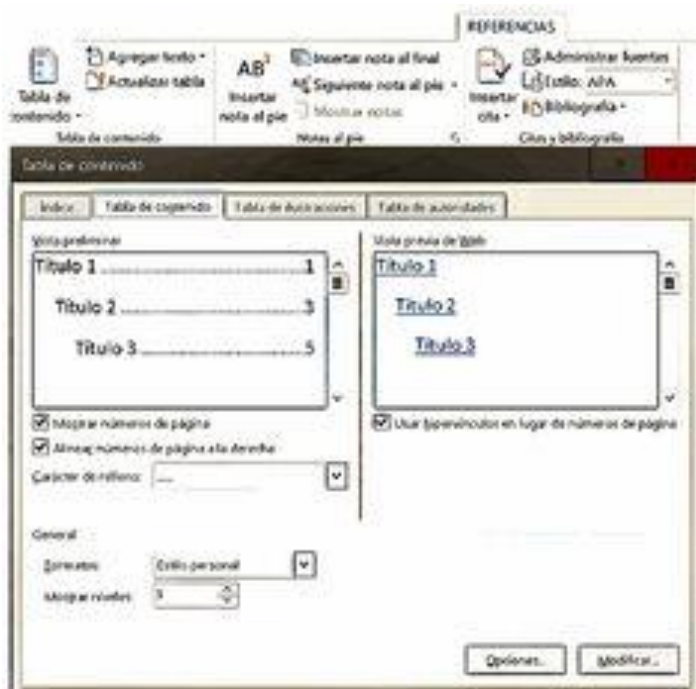 REFERENCIAS
Tabla de contenido
Agregar texto
Actualizar tabla
Tabla de contenido
AB¹
Insertar nota al pie
Insertar nota al final
Siguiente nota al pie
Mostrar notas
Notas al pie
Insertar cita
Administrar fuentes
Estilo: APA
Bibliografía
Citas y bibliografía
Tabla de contenido
Índice
Tabla de contenido
Tabla de ilustraciones
Tabla de autoridades
Vista preliminar
Título 1 ........................ 1
Título 2 ........................ 3
Título 3 ........................ 5
Vista previa de Web
Título 1
Título 2
Título 3
Mostrar números de página
Alinear números de página a la derecha
Carácter de relleno: ....
Usar hipervínculos en lugar de números de página
General
Formatos: Estilo personal
Mostrar niveles: 3
Opciones...
Modificar...